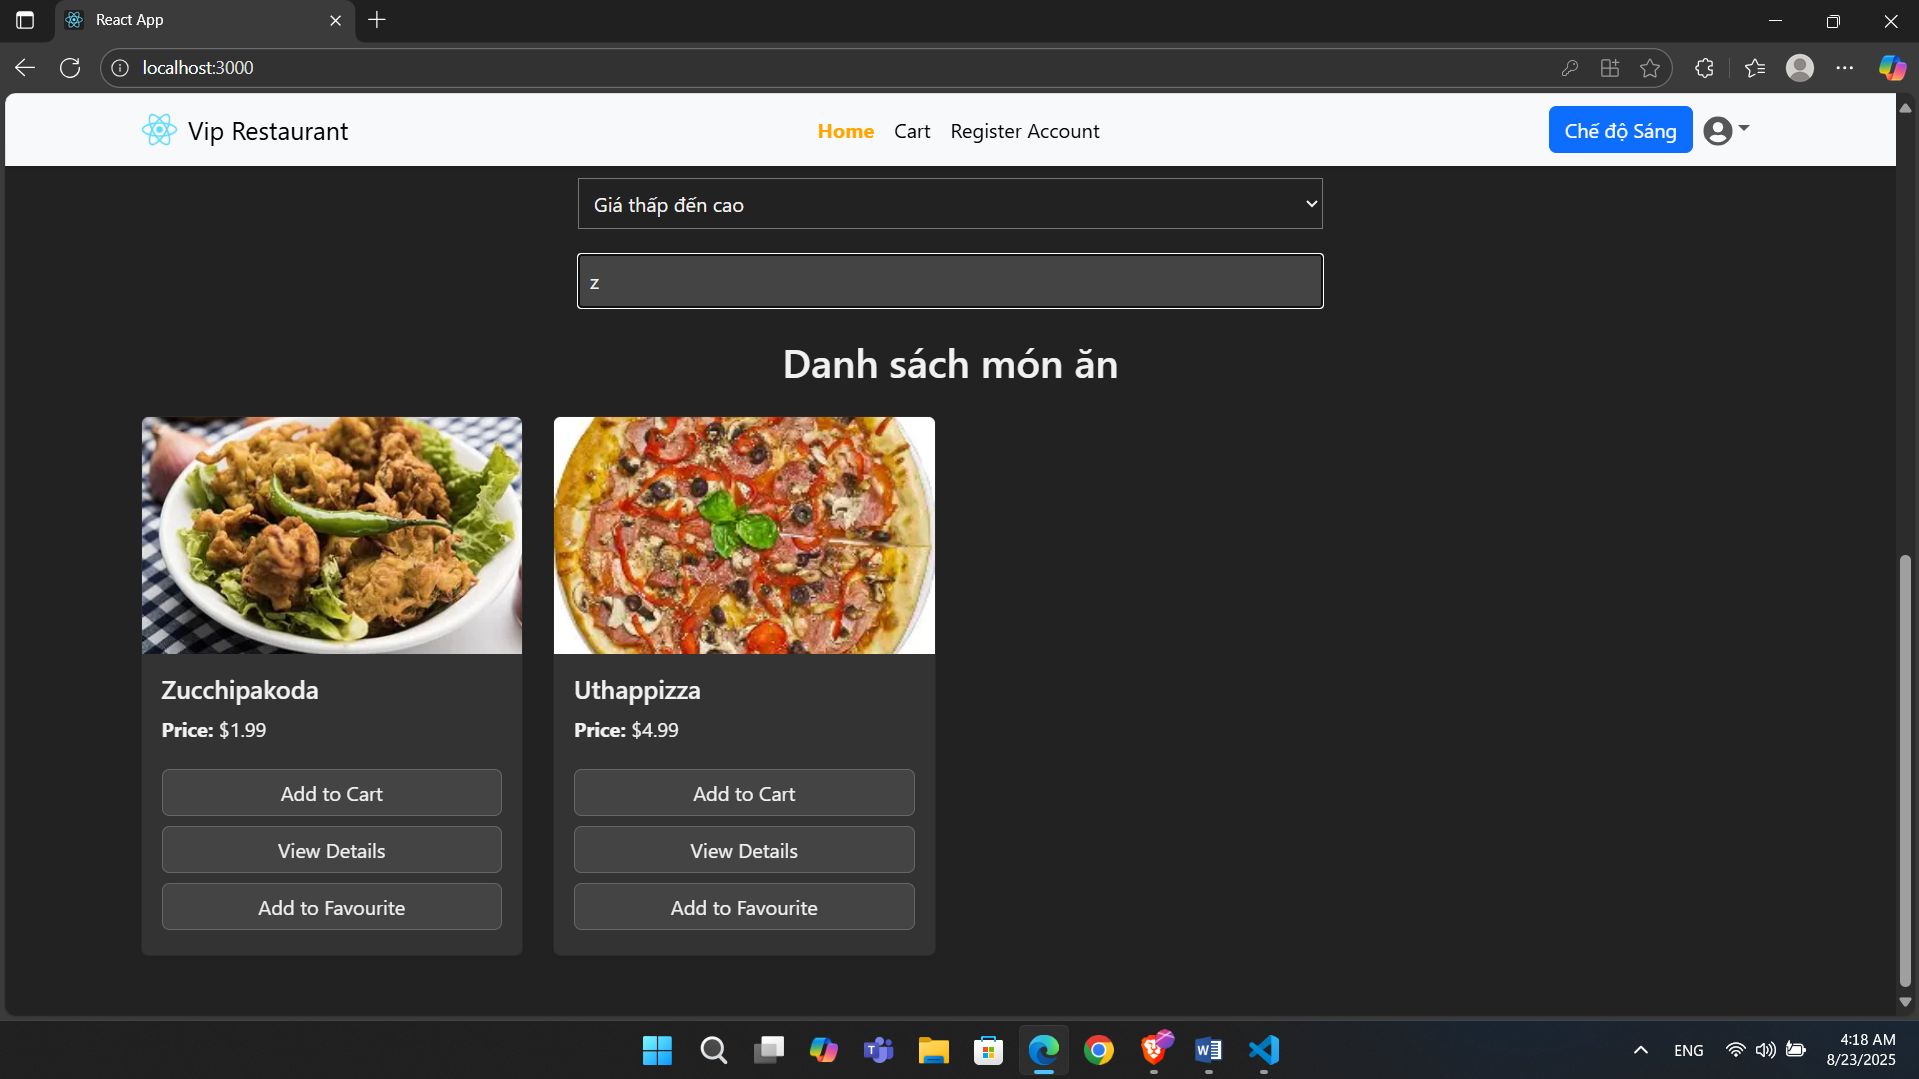 React App
localhost:3000
Vip Restaurant
Home Cart Register Account
Chế độ Sáng
Giá thấp đến cao
z
Danh sách món ăn
Zucchipakoda
Price: $1.99
Add to Cart
View Details
Add to Favourite
Uthappizza
Price: $4.99
Add to Cart
View Details
Add to Favourite
ENG
4:18 AM
8/23/2025